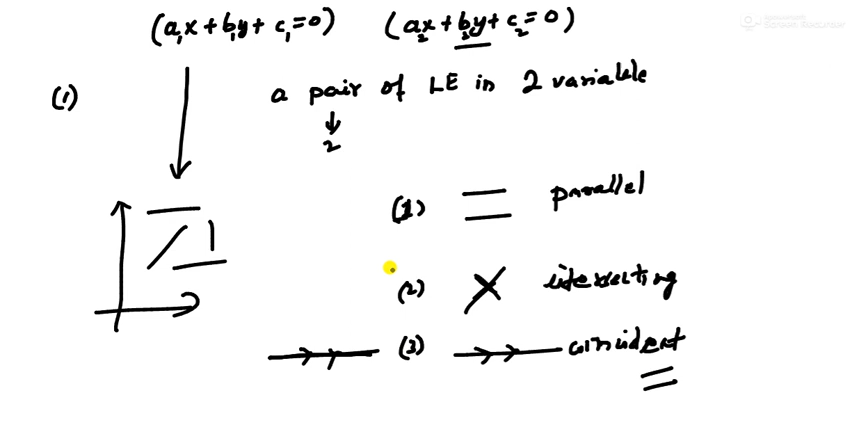 (a₁x+b₁y+c₁=0) (a₂x+b₂y+c₂=0)
(1) a pair of LE in 2 variable
2
(1) parallel
(2) intersecting
(3) coincident